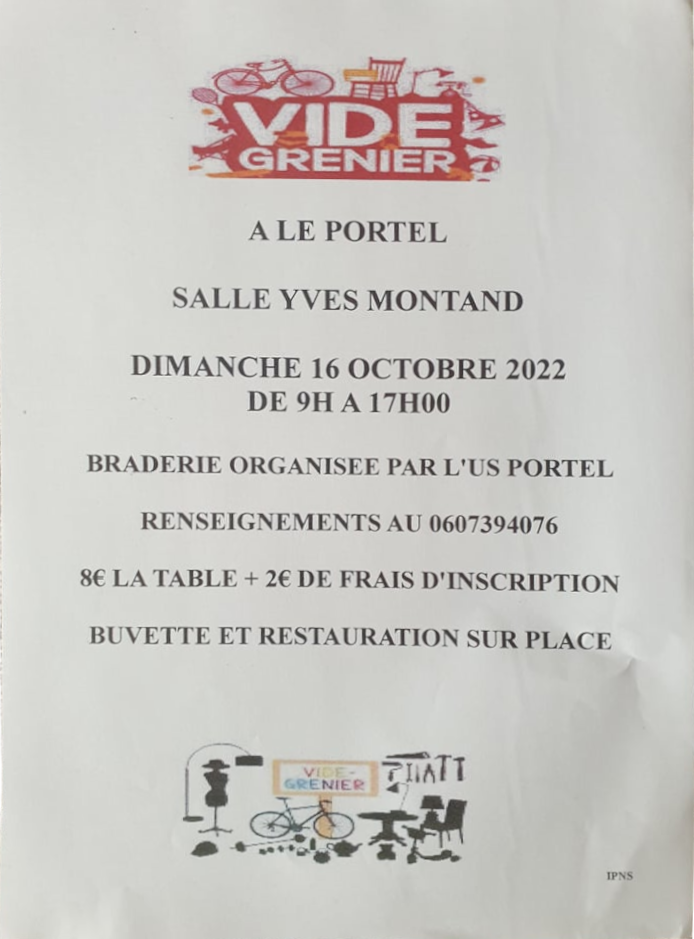 VIDE
GRENIER
A LE PORTEL
SALLE YVES MONTAND
DIMANCHE 16 OCTOBRE 2022
DE 9H A 17H00
BRADERIE ORGANISEE PAR L'US PORTEL
RENSEIGNEMENTS AU 0607394076
8€ LA TABLE + 2€ DE FRAIS D'INSCRIPTION
BUVETTE ET RESTAURATION SUR PLACE
VIDE-
GRENIER
IPNS